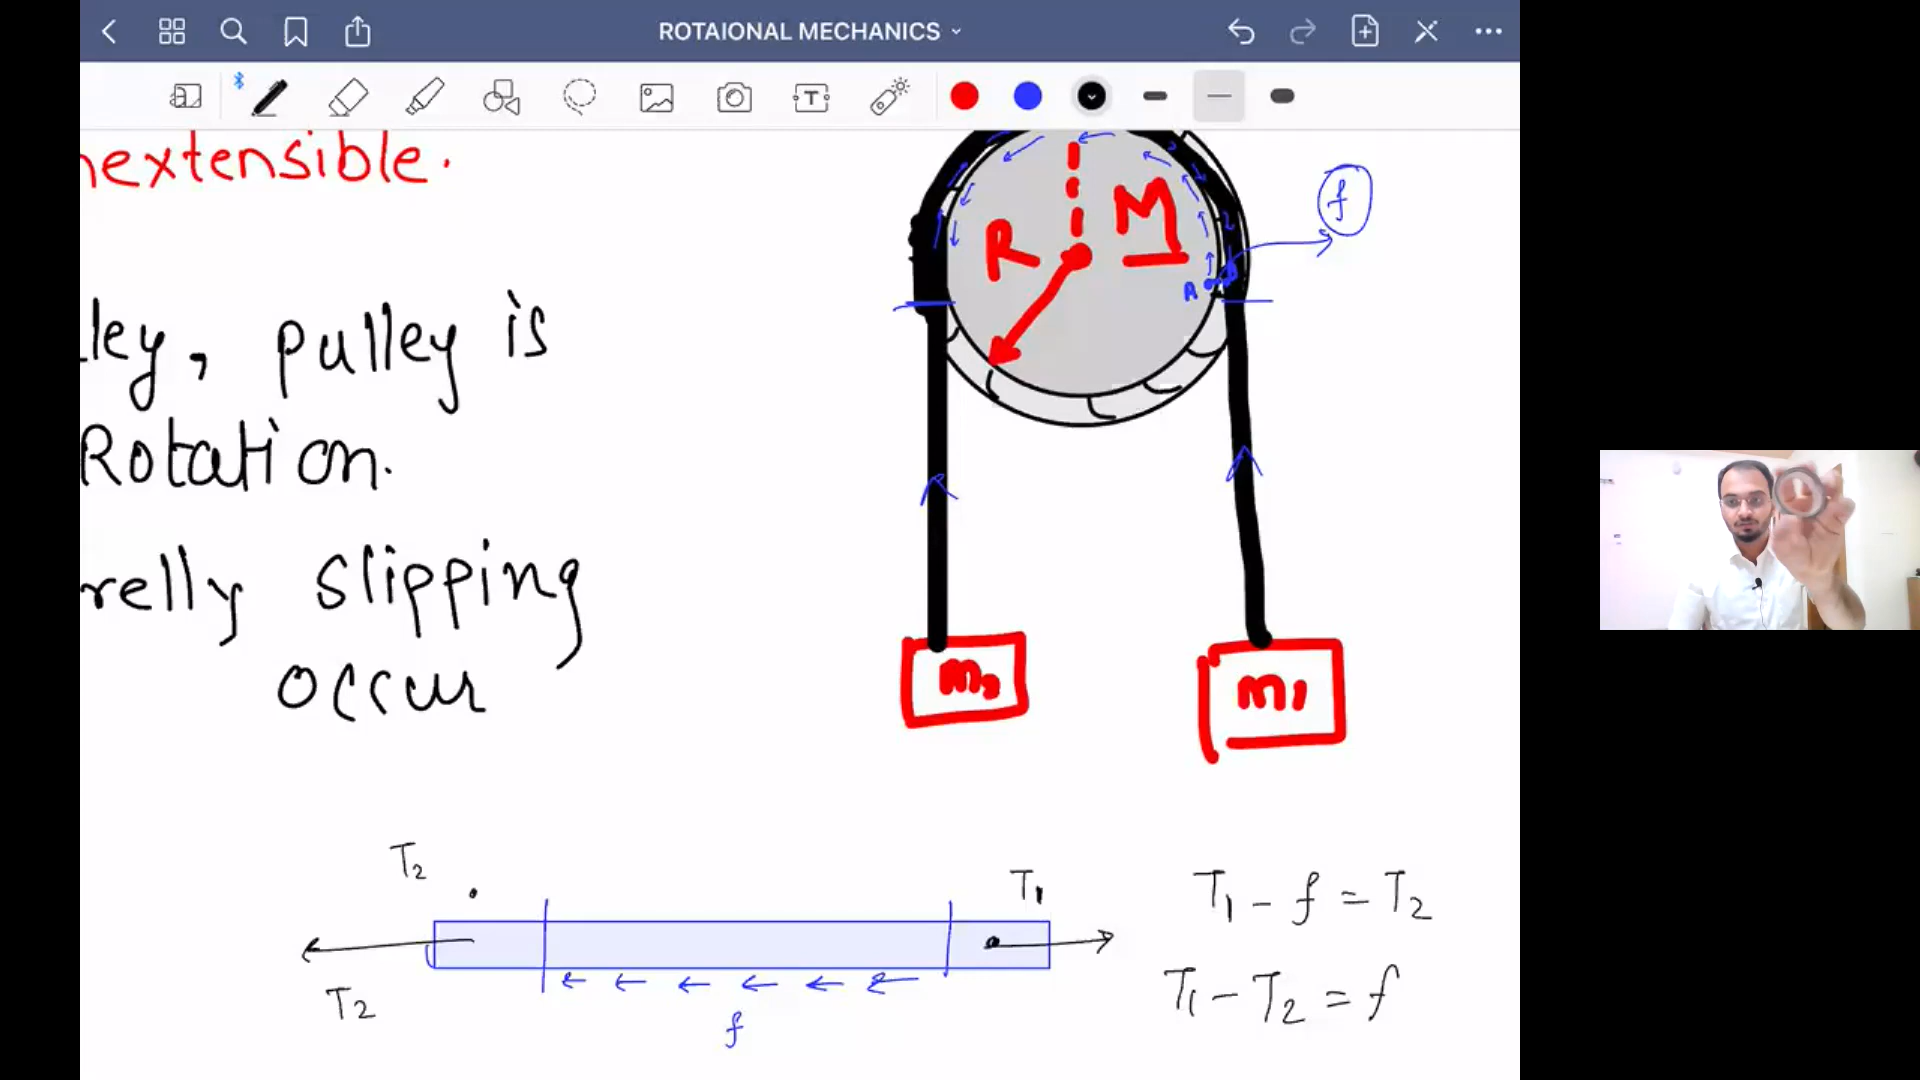 ROTAIONAL MECHANICS
T
nextensible.
f
M
R
A
ley, pulley is
Rotation.
relly slipping
occur
m2
m1
T2
T1
T1 - f = T2
T2
T1 - T2 = f
f